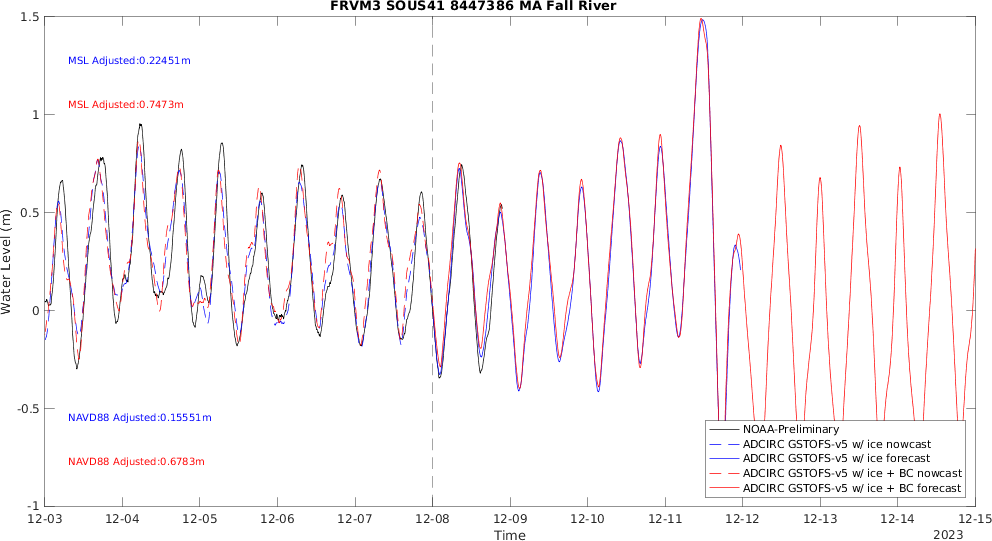 FRVM3 SOUS41 8447386 MA Fall River
MSL Adjusted:0.22451m
MSL Adjusted:0.7473m
NAVD88 Adjusted:0.15551m
NAVD88 Adjusted:0.6783m
Water Level (m)
1.5
1
0.5
0
-0.5
-1
NOAA-Preliminary
ADCIRC GSTOFS-v5 w/ ice nowcast
ADCIRC GSTOFS-v5 w/ ice forecast
ADCIRC GSTOFS-v5 w/ ice + BC nowcast
ADCIRC GSTOFS-v5 w/ ice + BC forecast
12-03 12-04 12-05 12-06 12-07 12-08 12-09 12-10 12-11 12-12 12-13 12-14 12-15
Time
2023